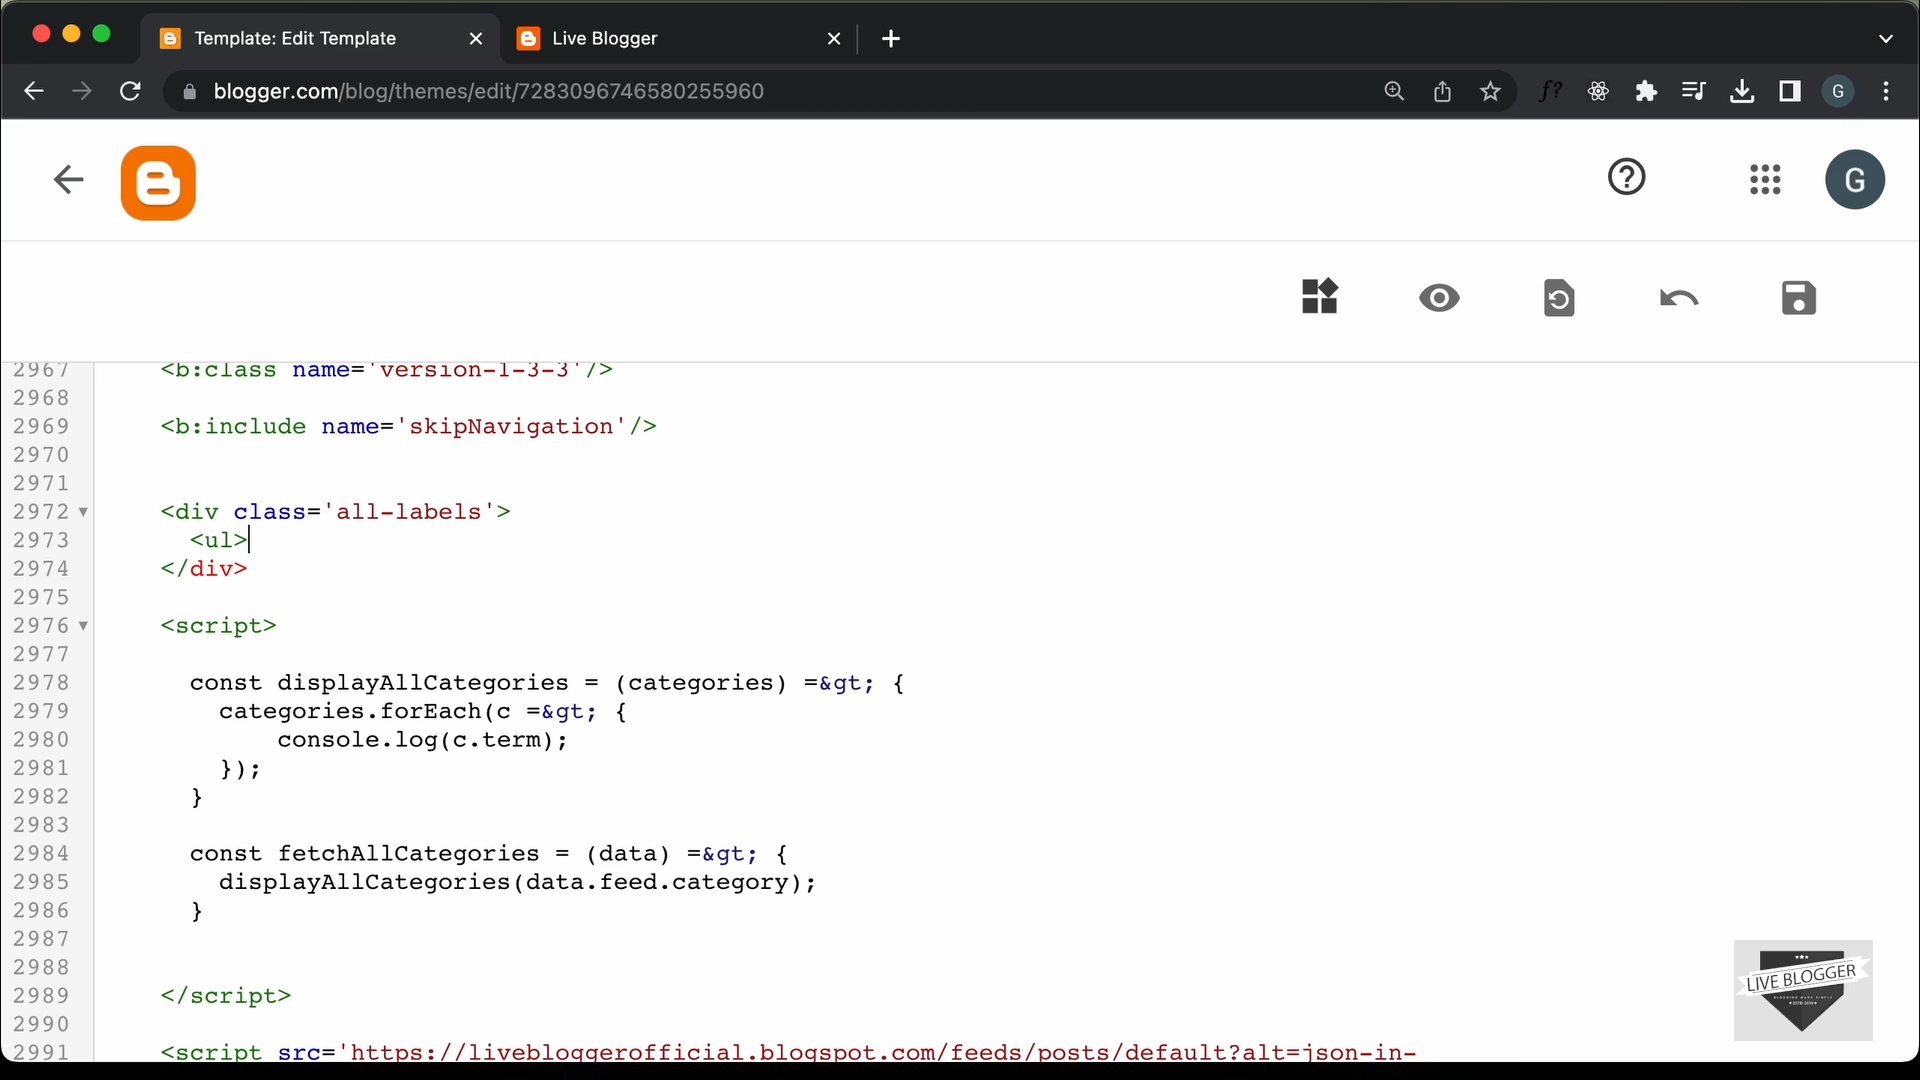 Template: Edit Template
Live Blogger
blogger.com/blog/themes/edit/7283096746580255960
f?
G
G
2967 <b:class name='version-1-3-3'/>
2968
2969 <b:include name='skipNavigation'/>
2970
2971
2972 <div class='all-labels'>
2973 <ul>
2974 </div>
2975
2976 <script>
2977
2978 const displayAllCategories = (categories) =&gt; {
2979 categories.forEach(c =&gt; {
2980 console.log(c.term);
2981 });
2982 }
2983
2984 const fetchAllCategories = (data) =&gt; {
2985 displayAllCategories(data.feed.category);
2986 }
2987
2988
2989 </script>
2990
2991 <script src='https://livebloggerofficial.blogspot.com/feeds/posts/default?alt=json-in-
LIVE BLOGGER
BLOGGING MADE SIMPLE